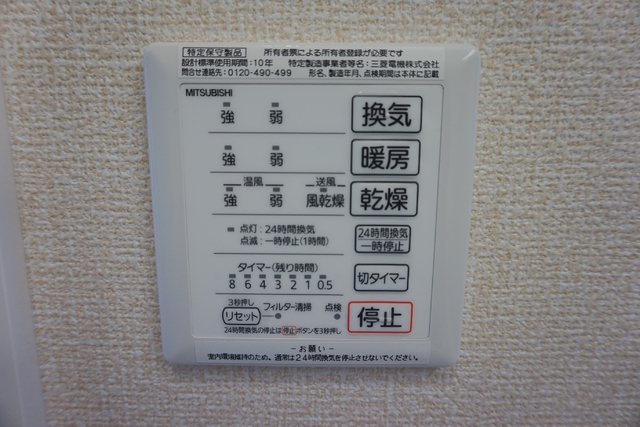 特定保守製品 所有者票による所有者登録が必要です
設計標準使用期間:10年 特定製造事業者等名:三菱電機株式会社
問合せ連絡先:0120-490-499 形名、製造年月、点検期間は本体に記載
MITSUBISHI
強 弱 換気
強 弱 暖房
温風 送風
強 弱 風乾燥 乾燥
点灯:24時間換気
点滅:一時停止(1時間)
24時間換気
一時停止
タイマー(残り時間)
8 6 4 3 2 1 0.5
切タイマー
3秒押し
リセット フィルター清掃 点検
停止
24時間換気の停止は停止ボタンを3秒押し
-お願い-
室内環境維持のため、通常は24時間換気を停止させないでください。